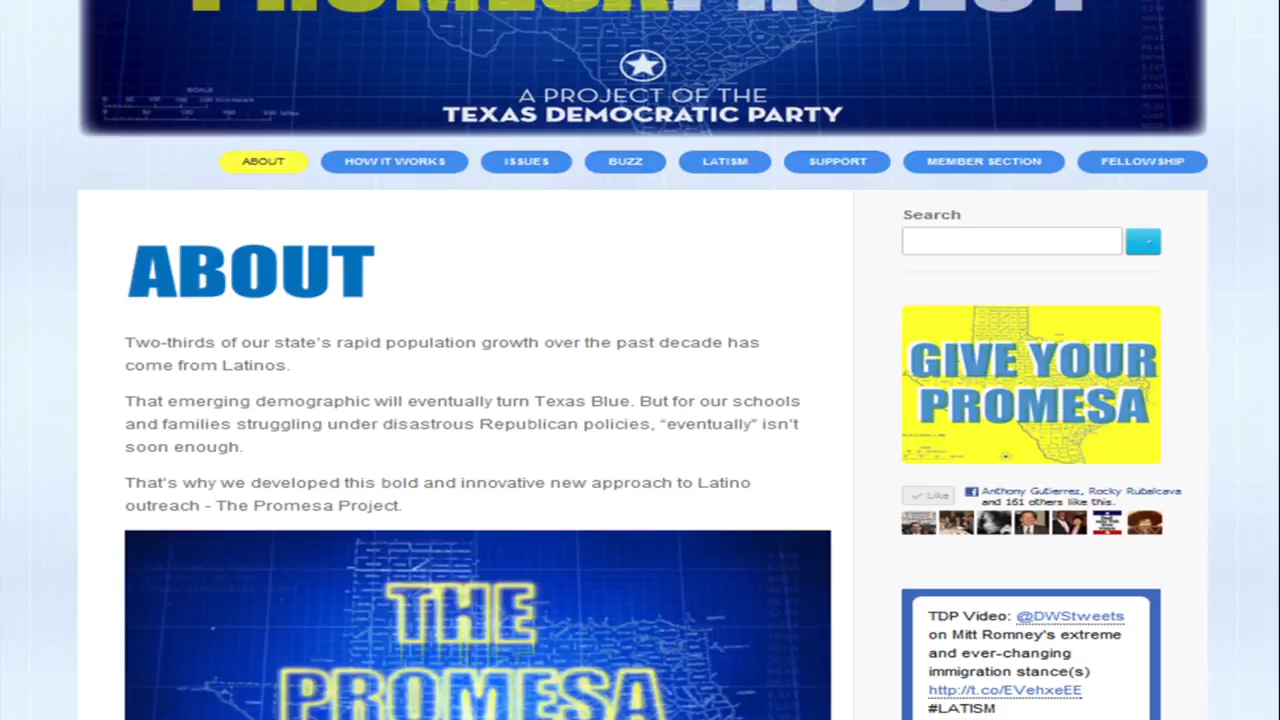 PROMESAPROJECT
SCALE
A PROJECT OF THE
TEXAS DEMOCRATIC PARTY
ABOUT
HOW IT WORKS
ISSUES
BUZZ
LATISM
SUPPORT
MEMBER SECTION
FELLOWSHIP
ABOUT
Two-thirds of our state's rapid population growth over the past decade has
come from Latinos.
That emerging demographic will eventually turn Texas Blue. But for our schools
and families struggling under disastrous Republican policies, “eventually” isn’t
soon enough.
That's why we developed this bold and innovative new approach to Latino
outreach - The Promesa Project.
THE
PROMESA
Search
GIVE YOUR
PROMESA
Like
Anthony Gutierrez, Rocky Rubalcava
and 161 others like this.
TDP Video: @DWStweets
on Mitt Romney's extreme
and ever-changing
immigration stance(s)
http://t.co/EVehxeEE
#LATISM